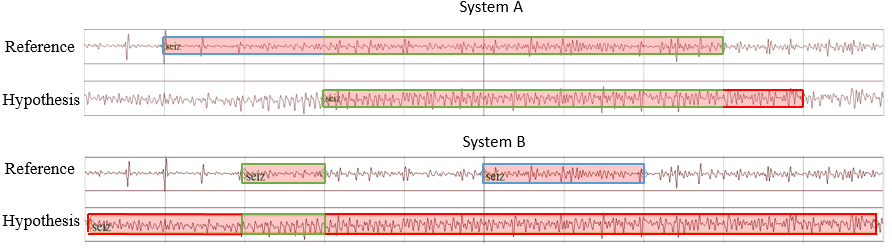 System A
Reference
seiz
Hypothesis
seiz
System B
Reference
seiz
seiz
Hypothesis
seiz